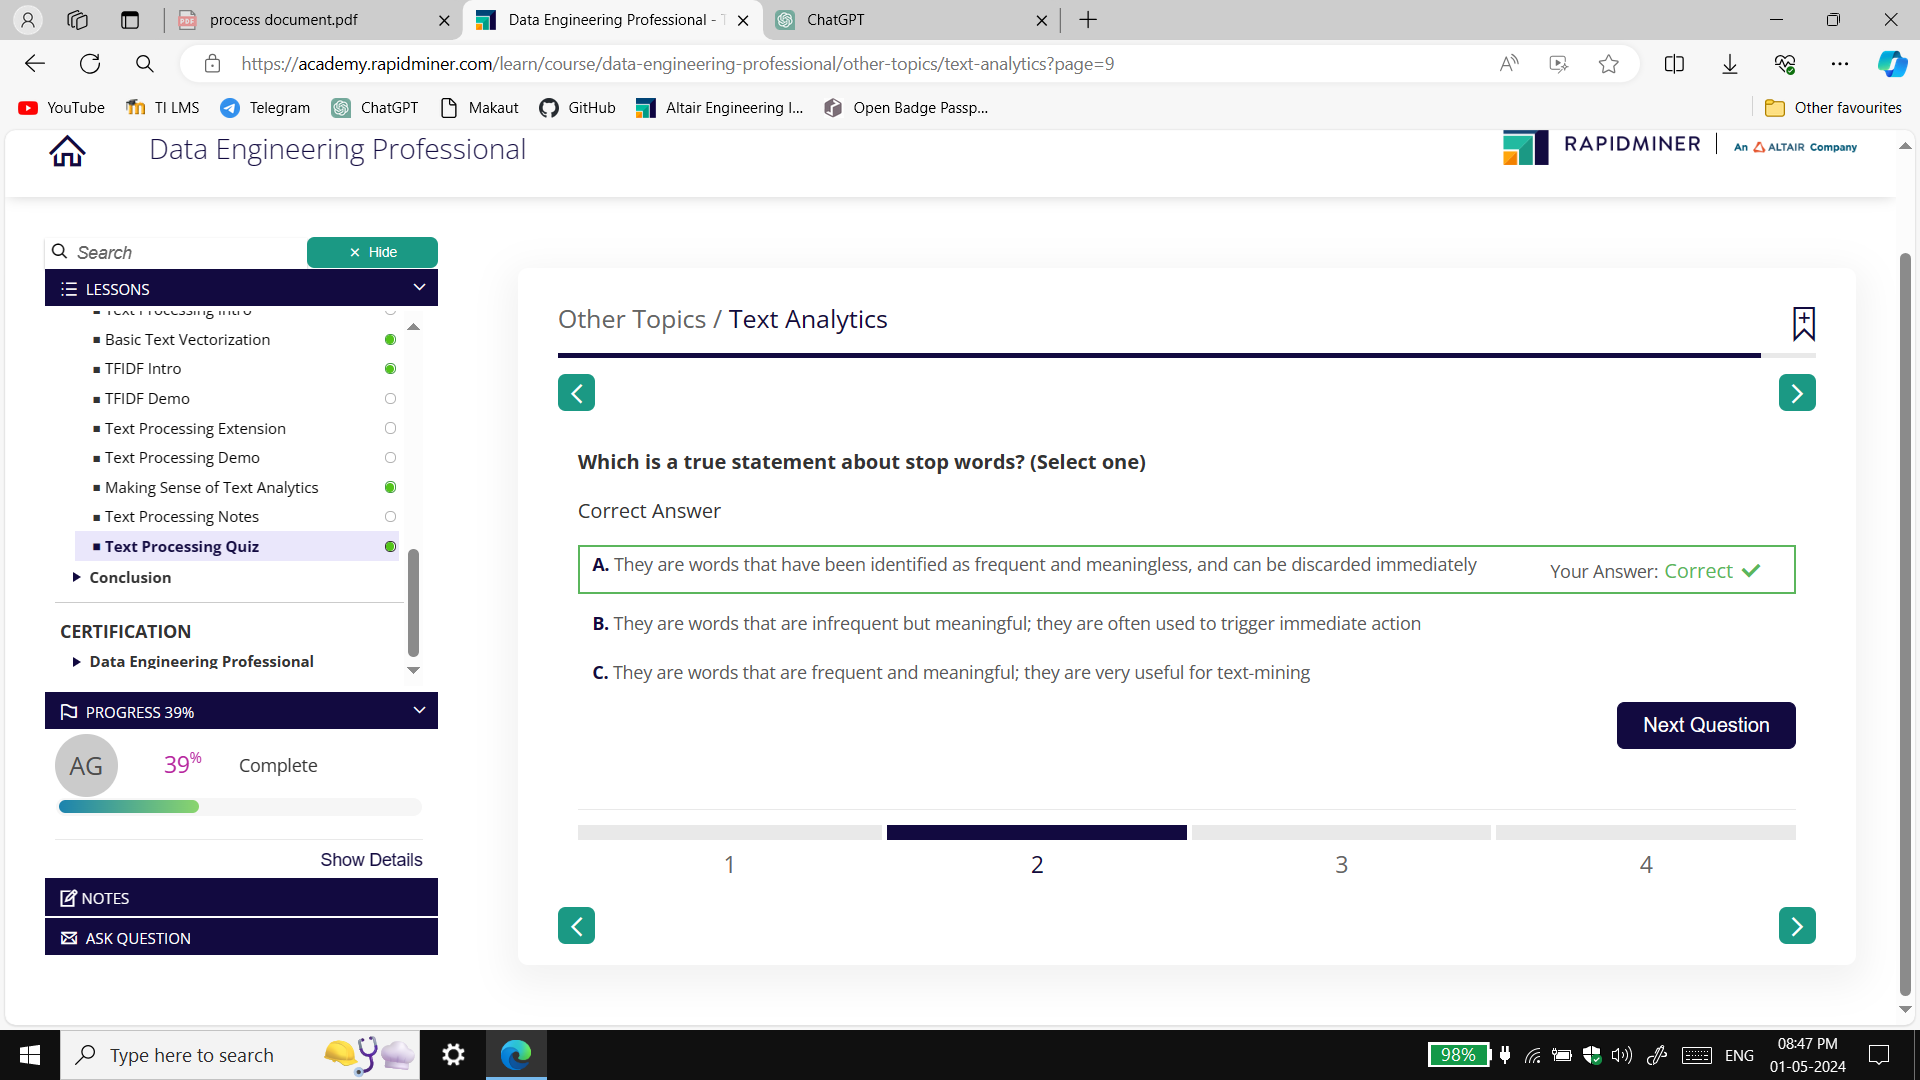 process document.pdf
Data Engineering Professional - T
ChatGPT
https://academy.rapidminer.com/learn/course/data-engineering-professional/other-topics/text-analytics?page=9
YouTube
TI LMS
Telegram
ChatGPT
Makaut
GitHub
Altair Engineering I...
Open Badge Passp...
Other favourites
Data Engineering Professional
RAPIDMINER
An ALTAIR Company
Search
× Hide
LESSONS
Text Processing Intro
Basic Text Vectorization
TFIDF Intro
TFIDF Demo
Text Processing Extension
Text Processing Demo
Making Sense of Text Analytics
Text Processing Notes
Text Processing Quiz
Conclusion
CERTIFICATION
Data Engineering Professional
PROGRESS 39%
AG
39%
Complete
Show Details
NOTES
ASK QUESTION
Other Topics / Text Analytics
Which is a true statement about stop words? (Select one)
Correct Answer
A. They are words that have been identified as frequent and meaningless, and can be discarded immediately
Your Answer: Correct
B. They are words that are infrequent but meaningful; they are often used to trigger immediate action
C. They are words that are frequent and meaningful; they are very useful for text-mining
Next Question
1
2
3
4
Type here to search
98%
ENG
08:47 PM
01-05-2024